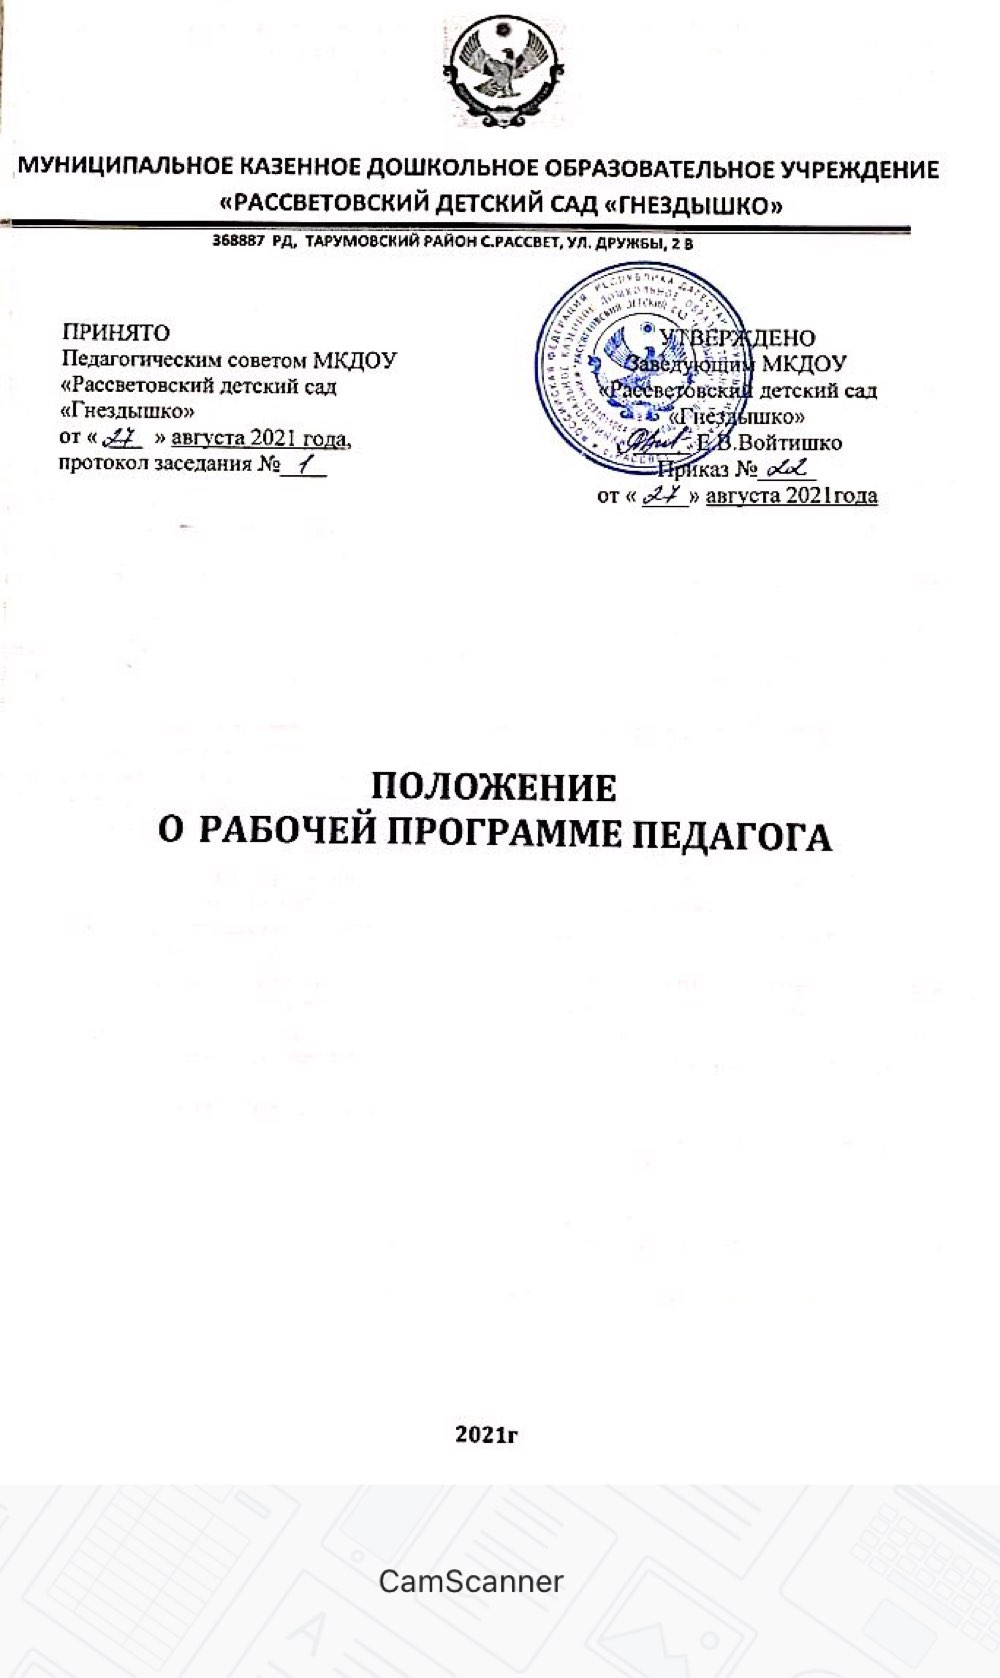 МУНИЦИПАЛЬНОЕ КАЗЕННОЕ ДОШКОЛЬНОЕ ОБРАЗОВАТЕЛЬНОЕ УЧРЕЖДЕНИЕ
«РАССВЕТОВСКИЙ ДЕТСКИЙ САД «ГНЕЗДЫШКО»
368887 РД, ТАРУМОВСКИЙ РАЙОН С.РАССВЕТ, УЛ. ДРУЖБЫ, 2 В
ПРИНЯТО
Педагогическим советом МКДОУ
«Рассветовский детский сад
«Гнездышко»
от « 27 » августа 2021 года,
протокол заседания № 1
УТВЕРЖДЕНО
Заведующим МКДОУ
«Рассветовский детский сад
«Гнездышко»
Е.В.Войтишко
Приказ № 22
от « 27 » августа 2021года
ПОЛОЖЕНИЕ
О РАБОЧЕЙ ПРОГРАММЕ ПЕДАГОГА
2021г
CamScanner